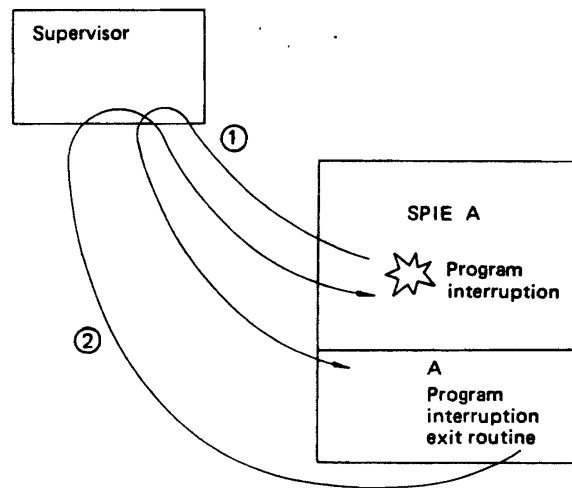 Supervisor
1
SPIE A
Program
interruption
2
A
Program
interruption
exit routine